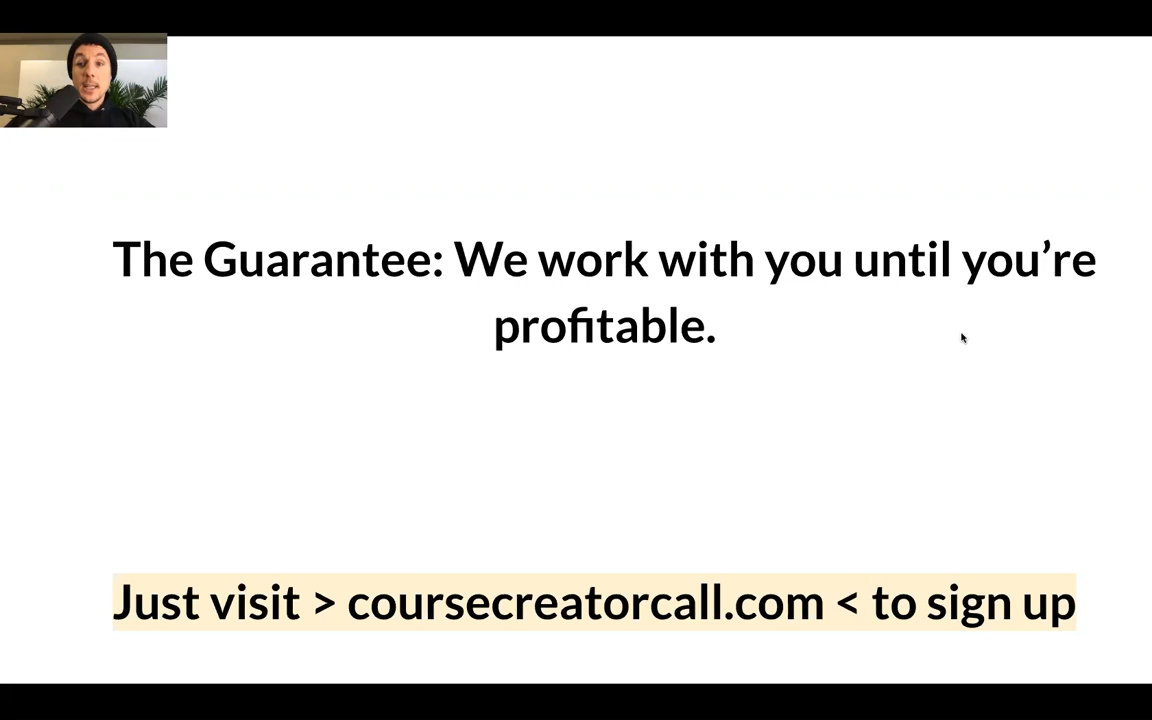 The Guarantee: We work with you until you’re
profitable.
Just visit > coursecreatorcall.com < to sign up